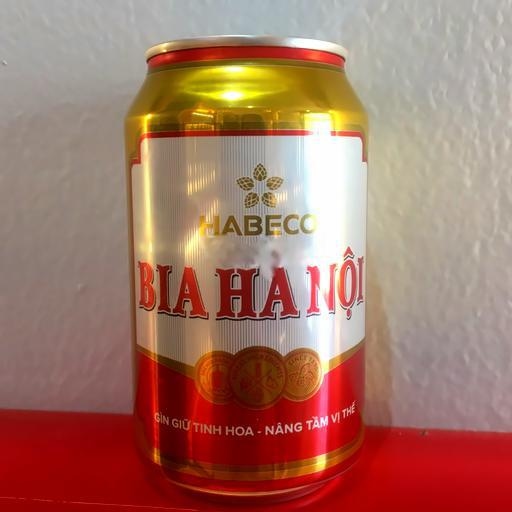 HABECO
BIA HA NỘI
GÌN GIỮ TINH HOA - NÂNG TẦM VỊ THẾ